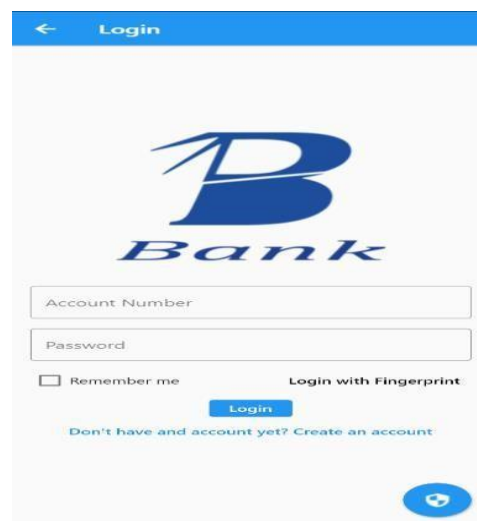 Login
B
Bank
Account Number
Password
Remember me Login with Fingerprint
Login
Don't have and account yet? Create an account